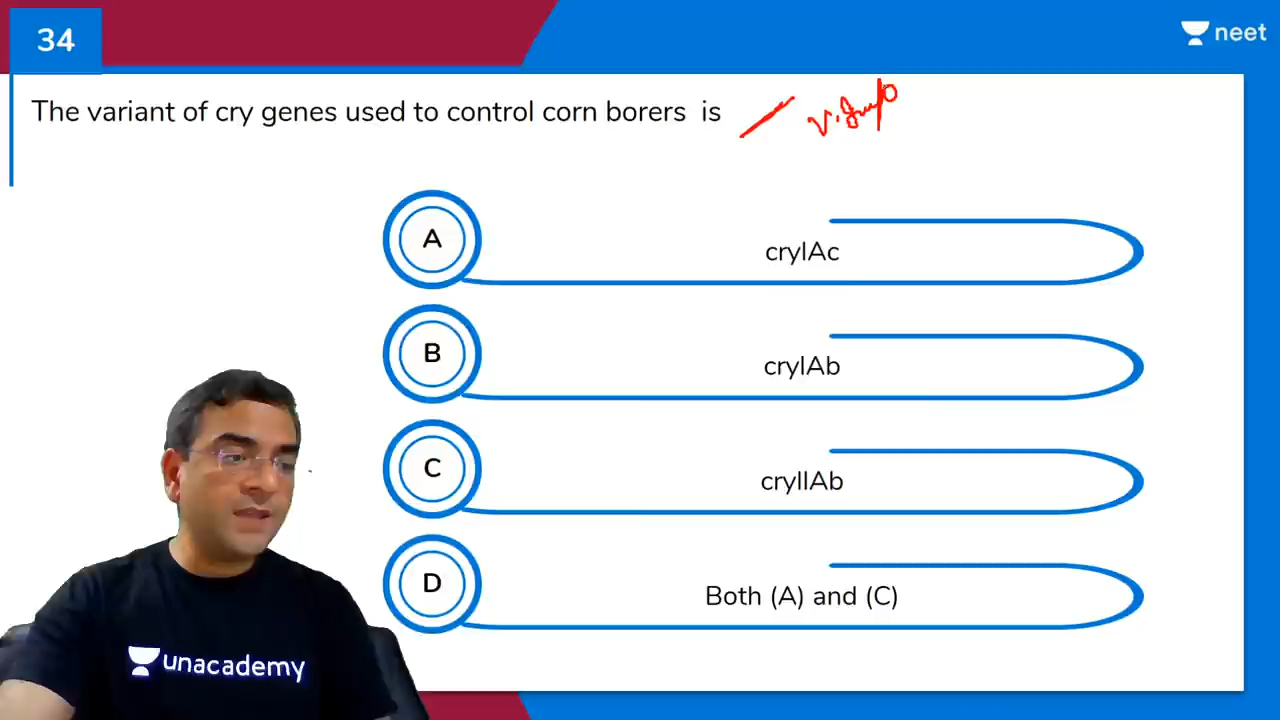 34
neet
The variant of cry genes used to control corn borers is
V. Imp
A
cryIAc
B
cryIAb
C
cryIIAb
D
Both (A) and (C)
unacademy